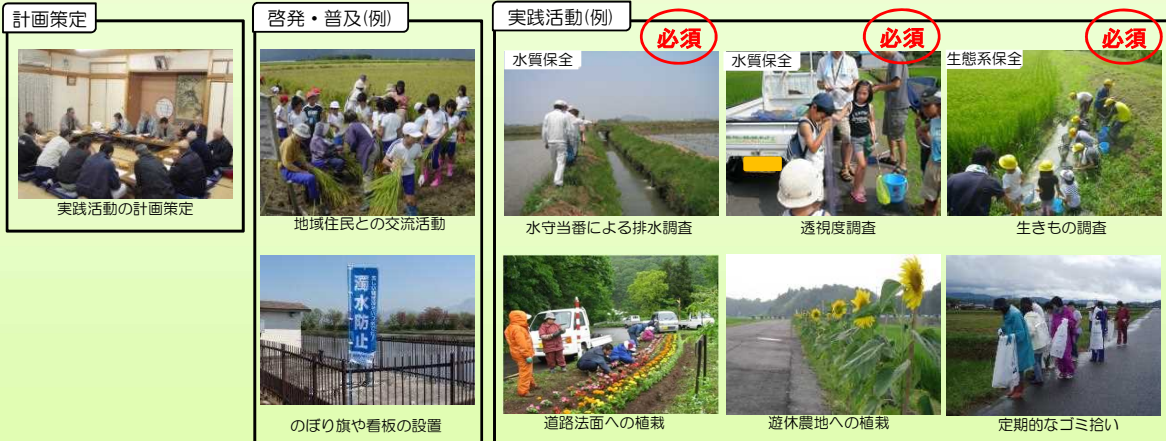 計画策定
実践活動の計画策定
啓発・普及(例)
地域住民との交流活動
濁水防止
のぼり旗や看板の設置
実践活動(例)
必須
水質保全
水守当番による排水調査
必須
水質保全
透視度調査
必須
生態系保全
生きもの調査
道路法面への植栽
遊休農地への植栽
定期的なゴミ拾い